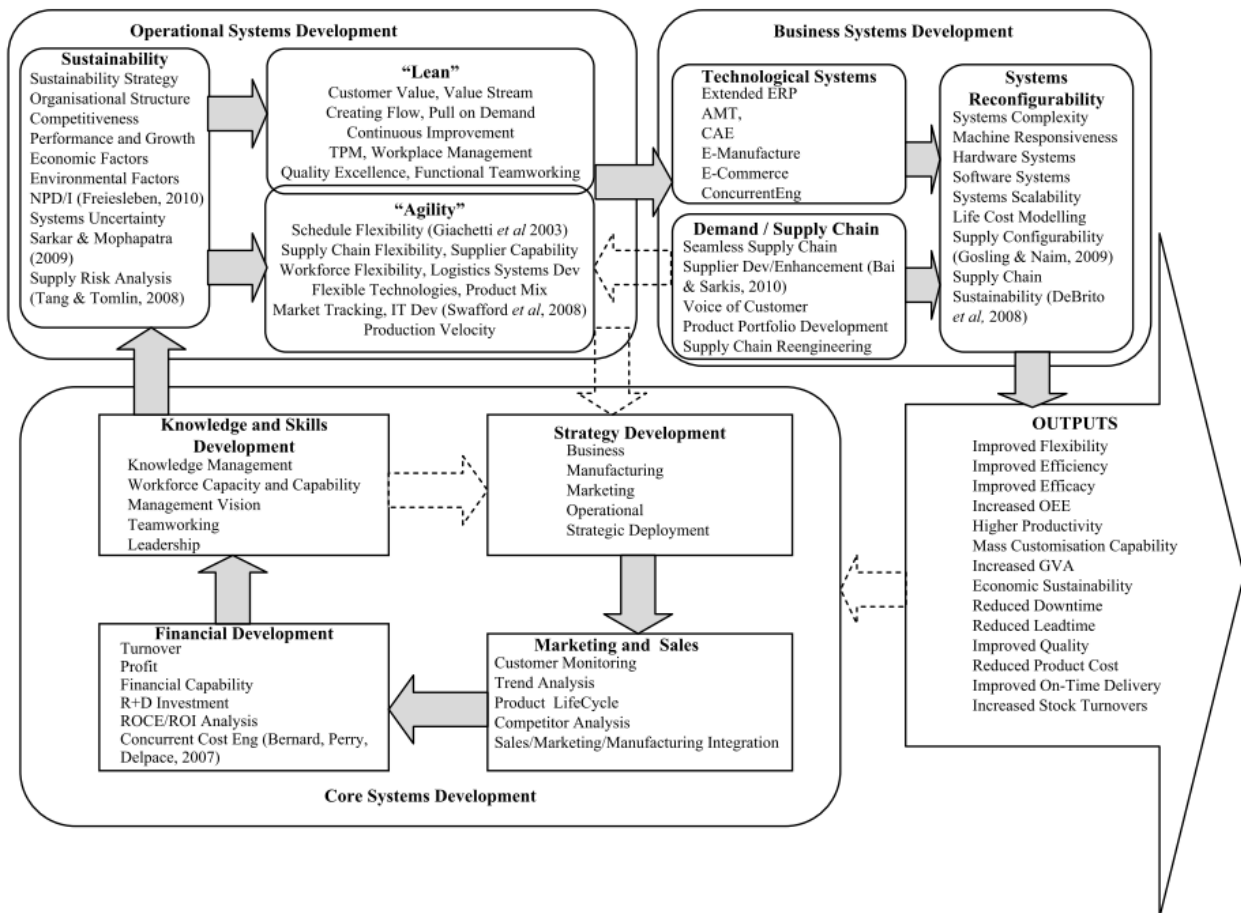 Operational Systems Development
Sustainability
Sustainability Strategy
Organisational Structure
Competitiveness
Performance and Growth
Economic Factors
Environmental Factors
NPD/I (Freiesleben, 2010)
Systems Uncertainty
Sarkar & Mophapatra
(2009)
Supply Risk Analysis
(Tang & Tomlin, 2008)
“Lean”
Customer Value, Value Stream
Creating Flow, Pull on Demand
Continuous Improvement
TPM, Workplace Management
Quality Excellence, Functional Teamworking
“Agility”
Schedule Flexibility (Giachetti et al 2003)
Supply Chain Flexibility, Supplier Capability
Workforce Flexibility, Logistics Systems Dev
Flexible Technologies, Product Mix
Market Tracking, IT Dev (Swafford et al, 2008)
Production Velocity
Business Systems Development
Technological Systems
Extended ERP
AMT,
CAE
E-Manufacture
E-Commerce
ConcurrentEng
Demand / Supply Chain
Seamless Supply Chain
Supplier Dev/Enhancement (Bai
& Sarkis, 2010)
Voice of Customer
Product Portfolio Development
Supply Chain Reengineering
Systems
Reconfigurability
Systems Complexity
Machine Responsiveness
Hardware Systems
Software Systems
Systems Scalability
Life Cost Modelling
Supply Configurability
(Gosling & Naim, 2009)
Supply Chain
Sustainability (DeBrito
et al, 2008)
Knowledge and Skills
Development
Knowledge Management
Workforce Capacity and Capability
Management Vision
Teamworking
Leadership
Strategy Development
Business
Manufacturing
Marketing
Operational
Strategic Deployment
Financial Development
Turnover
Profit
Financial Capability
R+D Investment
ROCE/ROI Analysis
Concurrent Cost Eng (Bernard, Perry,
Delpace, 2007)
Marketing and Sales
Customer Monitoring
Trend Analysis
Product LifeCycle
Competitor Analysis
Sales/Marketing/Manufacturing Integration
Core Systems Development
OUTPUTS
Improved Flexibility
Improved Efficiency
Improved Efficacy
Increased OEE
Higher Productivity
Mass Customisation Capability
Increased GVA
Economic Sustainability
Reduced Downtime
Reduced Leadtime
Improved Quality
Reduced Product Cost
Improved On-Time Delivery
Increased Stock Turnovers